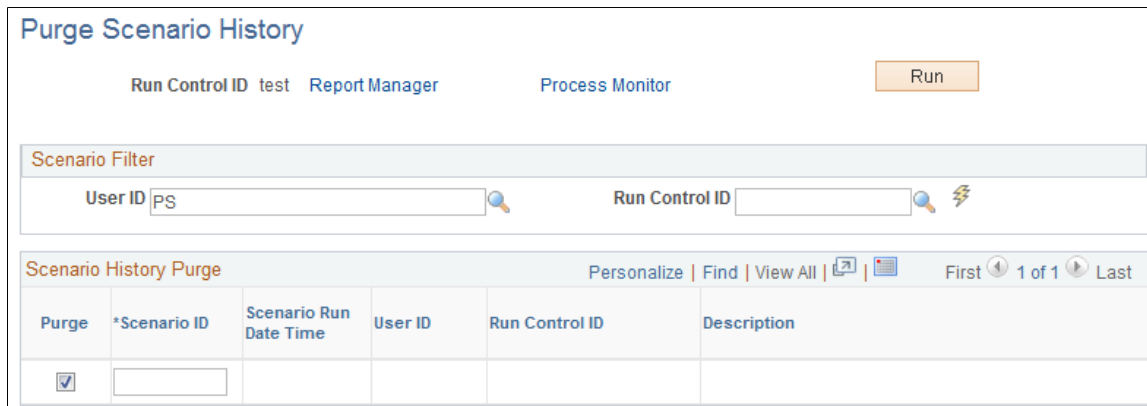 Purge Scenario History
Run Control ID test Report Manager Process Monitor Run
Scenario Filter
User ID PS Run Control ID
Scenario History Purge Personalize | Find | View All | | First 1 of 1 Last
Purge *Scenario ID Scenario Run Date Time User ID Run Control ID Description